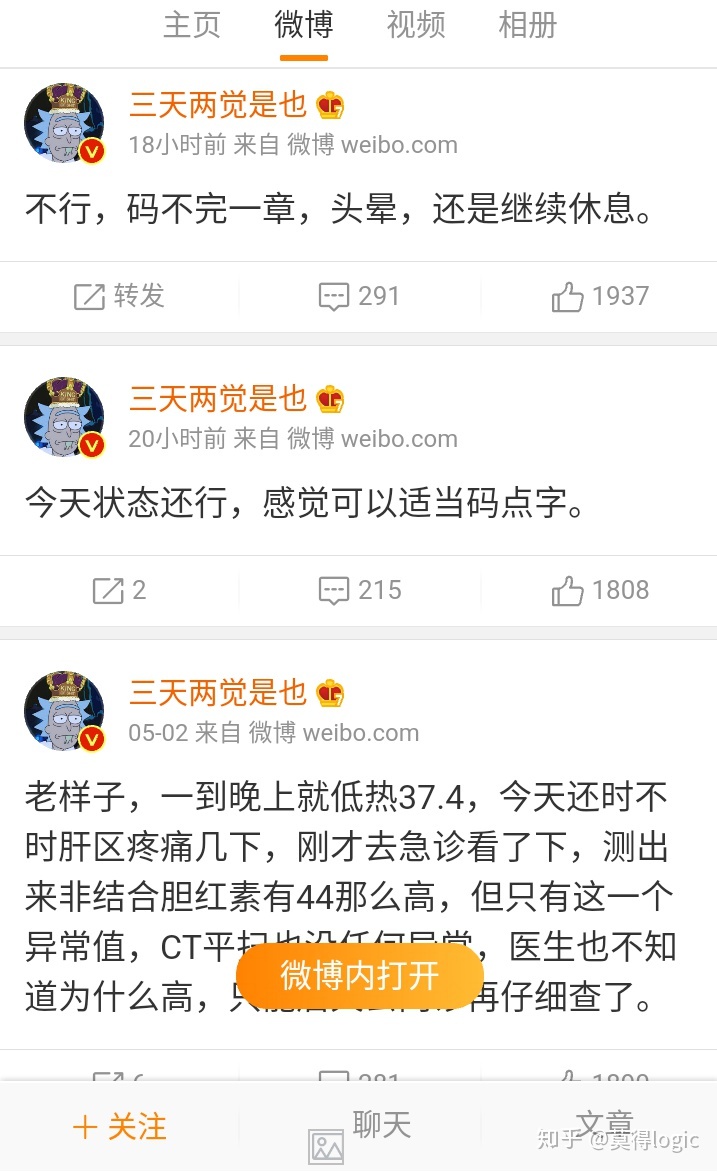 主页 微博 视频 相册
三天两觉是也
18小时前 来自 微博 weibo.com
不行，码不完一章，头晕，还是继续休息。
转发 291 1937
三天两觉是也
20小时前 来自 微博 weibo.com
今天状态还行，感觉可以适当码点字。
2 215 1808
三天两觉是也
05-02 来自 微博 weibo.com
老样子，一到晚上就低热37.4，今天还时不
时肝区疼痛几下，刚才去急诊看了下，测出
来非结合胆红素有44那么高，但只有这一个
异常值，CT平扫也没任何异常，医生也不知
道为什么高，只能 再仔细查了。
微博内打开
+ 关注 聊天 文章
知乎 @莫得logic